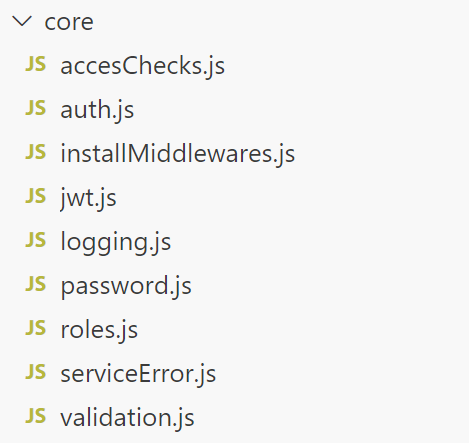 core
JS accesChecks.js
JS auth.js
JS installMiddlewares.js
JS jwt.js
JS logging.js
JS password.js
JS roles.js
JS serviceError.js
JS validation.js